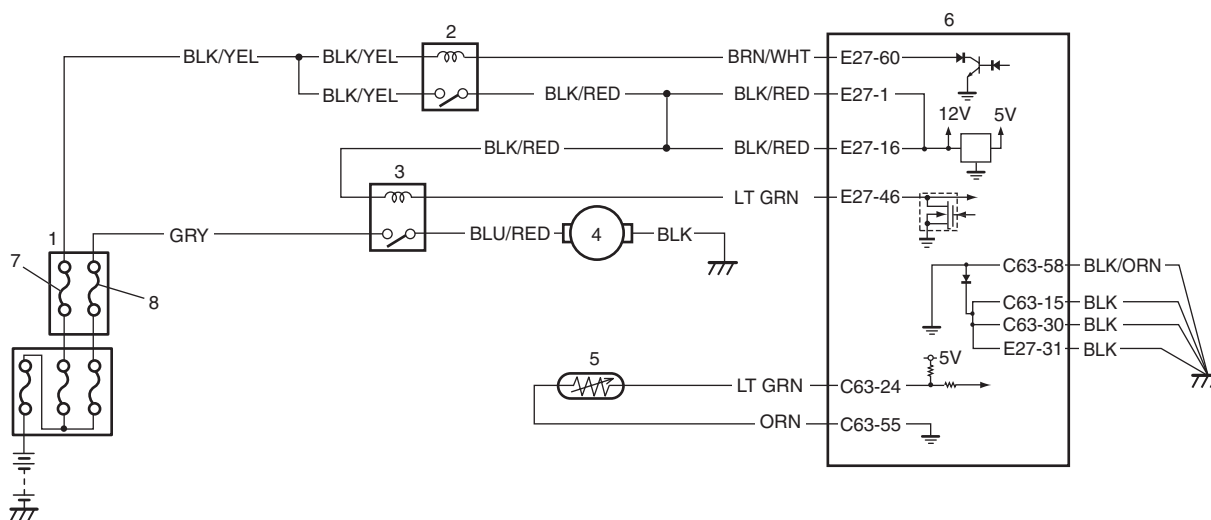 6
2
BLK/YEL BLK/YEL BRN/WHT E27-60
BLK/YEL BLK/RED BLK/RED E27-1
12V 5V
BLK/RED BLK/RED E27-16
3
LT GRN E27-46
1 GRY BLU/RED 4 BLK
7
8
C63-58 BLK/ORN
C63-15 BLK
C63-30 BLK
E27-31 BLK
5 5V
LT GRN C63-24
ORN C63-55